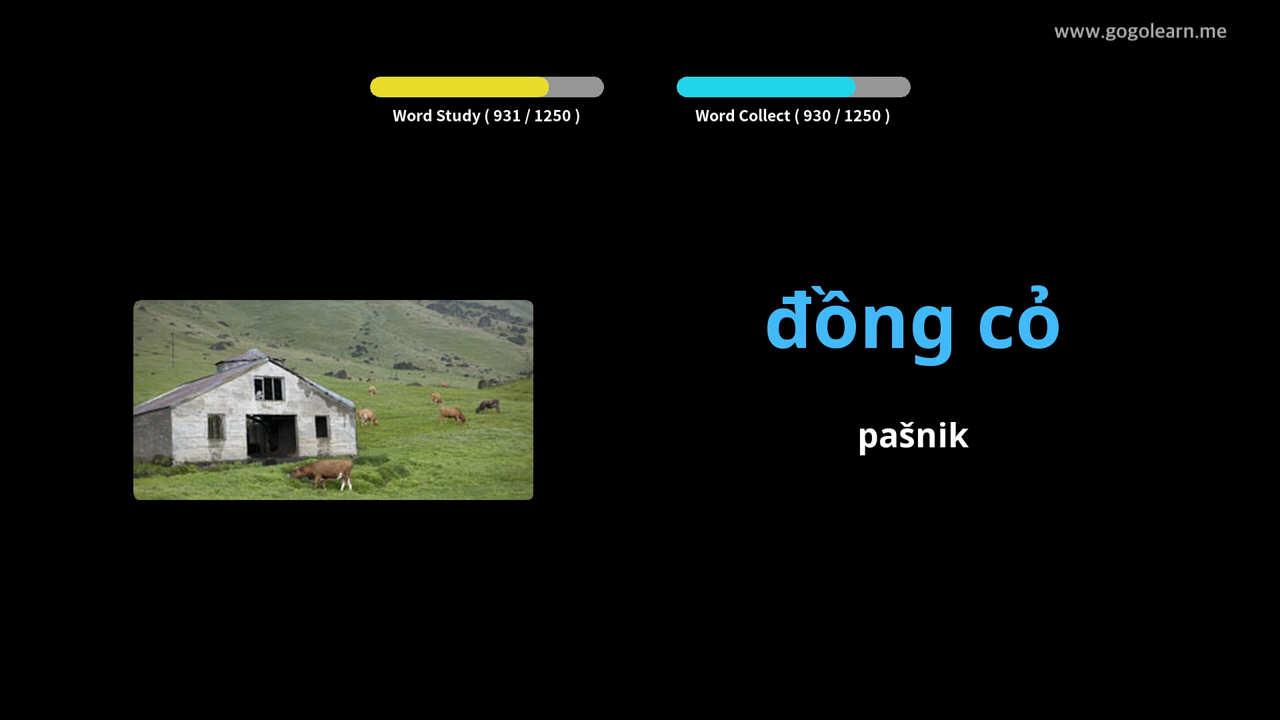 www.gogolearn.me
Word Study ( 931 / 1250 )
Word Collect ( 930 / 1250 )
đồng cỏ
pašnik